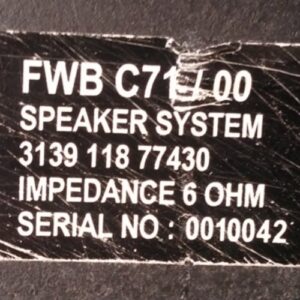 FWB C71 / 00
SPEAKER SYSTEM
3139 118 77430
IMPEDANCE 6 OHM
SERIAL NO : 0010042